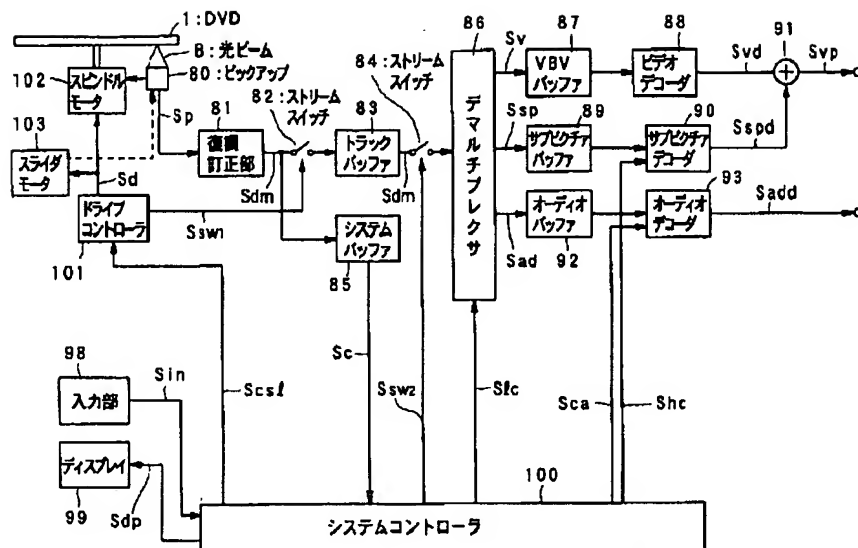 1:DVD
B:光ビーム
80:ピックアップ
102
スピンドル
モータ
103
スライダ
モータ
Sd
Sp
81
復調
訂正部
Sdm
82:ストリーム
スイッチ
83
トラック
バッファ
Sdm
84:ストリーム
スイッチ
86
デマルチプレクサ
Sv
87
VBV
バッファ
88
ビデオ
デコーダ
Svd
91
Svp
Ssp
89
サブピクチャ
バッファ
90
サブピクチャ
デコーダ
Sspd
Sad
オーディオ
バッファ
92
93
オーディオ
デコーダ
Sadd
ドライブ
コントローラ
101
Ssw1
システム
バッファ
85
Sc
98
入力部
Sin
Scsl
Ssw2
Slc
Sca
Shc
ディスプレイ
99
Sdp
100
システムコントローラ